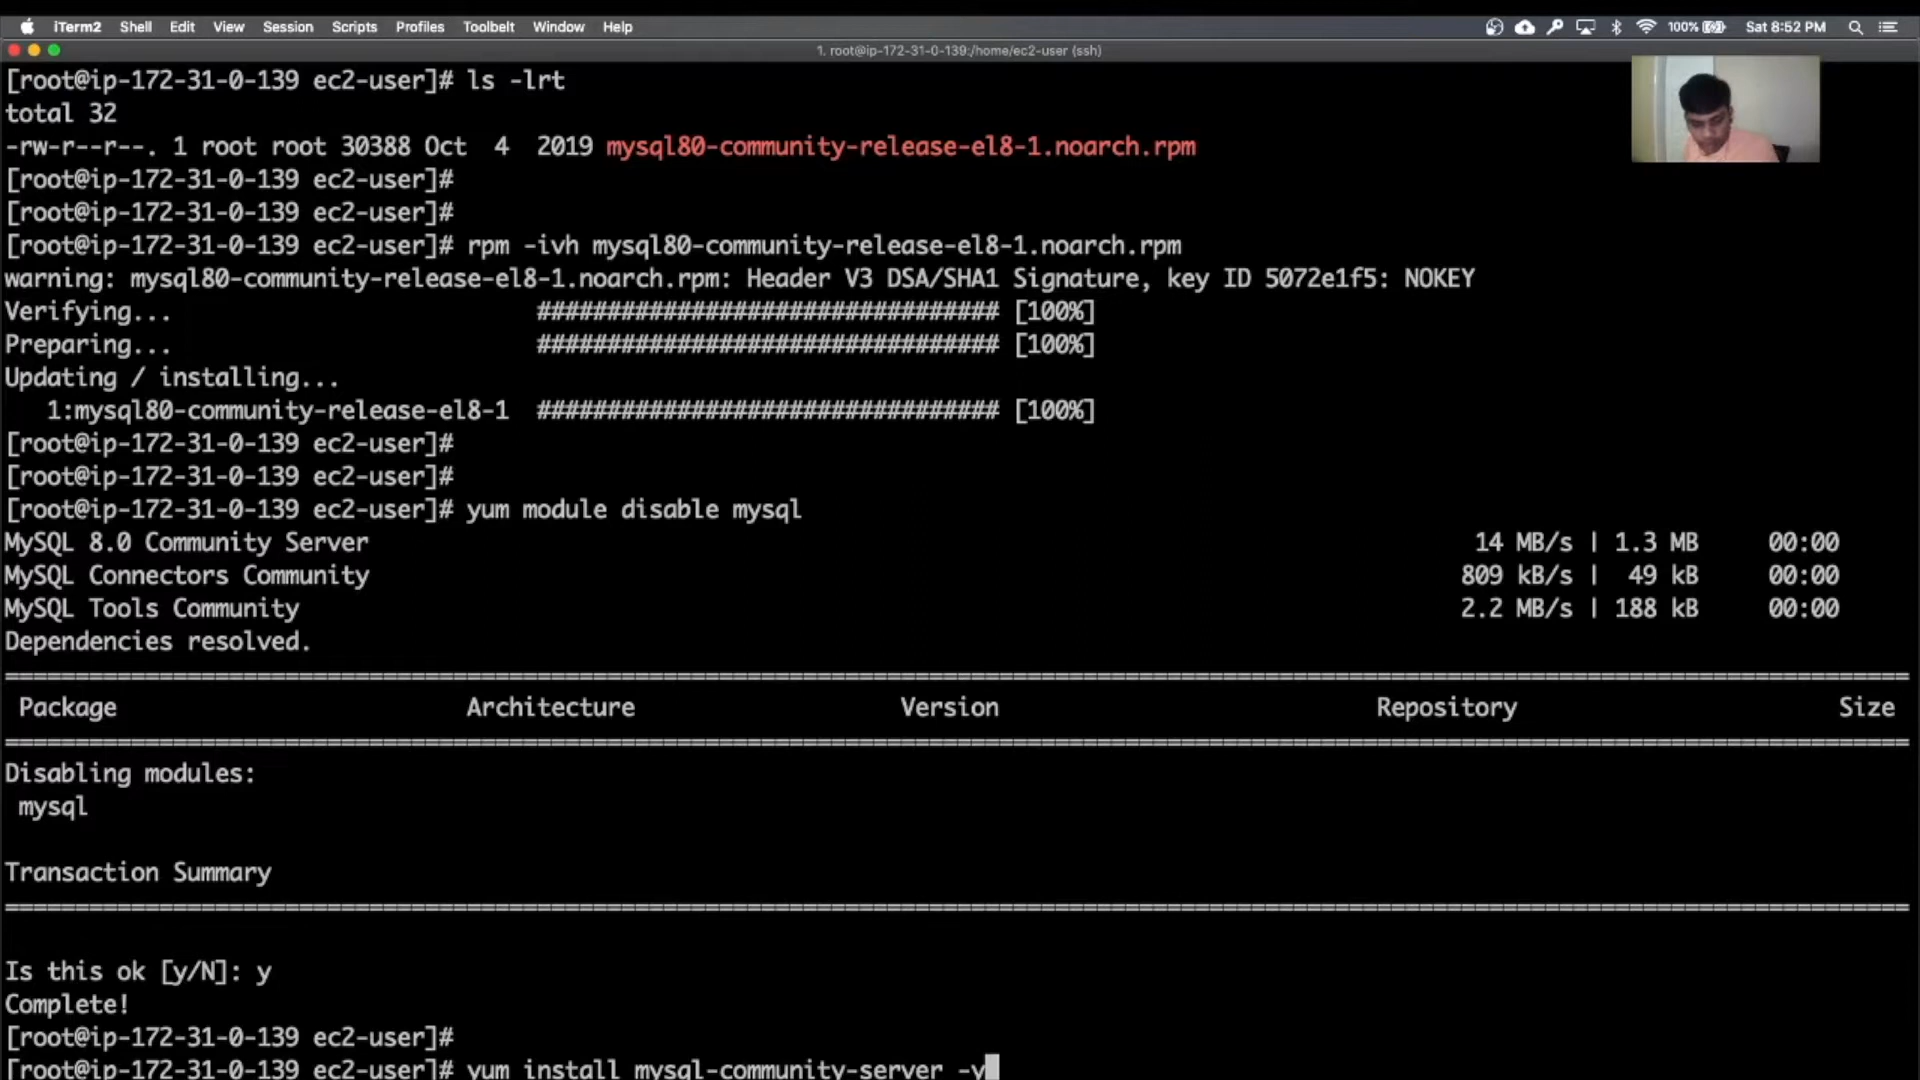 iTerm2 Shell Edit View Session Scripts Profiles Toolbelt Window Help 100% Sat 8:52 PM
1. root@ip-172-31-0-139:/home/ec2-user (ssh)
[root@ip-172-31-0-139 ec2-user]# ls -lrt
total 32
-rw-r--r--. 1 root root 30388 Oct  4  2019 mysql80-community-release-el8-1.noarch.rpm
[root@ip-172-31-0-139 ec2-user]#
[root@ip-172-31-0-139 ec2-user]#
[root@ip-172-31-0-139 ec2-user]# rpm -ivh mysql80-community-release-el8-1.noarch.rpm
warning: mysql80-community-release-el8-1.noarch.rpm: Header V3 DSA/SHA1 Signature, key ID 5072e1f5: NOKEY
Verifying... ################################# [100%]
Preparing... ################################# [100%]
Updating / installing...
1:mysql80-community-release-el8-1 ################################# [100%]
[root@ip-172-31-0-139 ec2-user]#
[root@ip-172-31-0-139 ec2-user]#
[root@ip-172-31-0-139 ec2-user]# yum module disable mysql
MySQL 8.0 Community Server 14 MB/s | 1.3 MB 00:00
MySQL Connectors Community 809 kB/s | 49 kB 00:00
MySQL Tools Community 2.2 MB/s | 188 kB 00:00
Dependencies resolved.
Package Architecture Version Repository Size
Disabling modules:
mysql
Transaction Summary
Is this ok [y/N]: y
Complete!
[root@ip-172-31-0-139 ec2-user]#
[root@ip-172-31-0-139 ec2-user]# yum install mysql-community-server -y